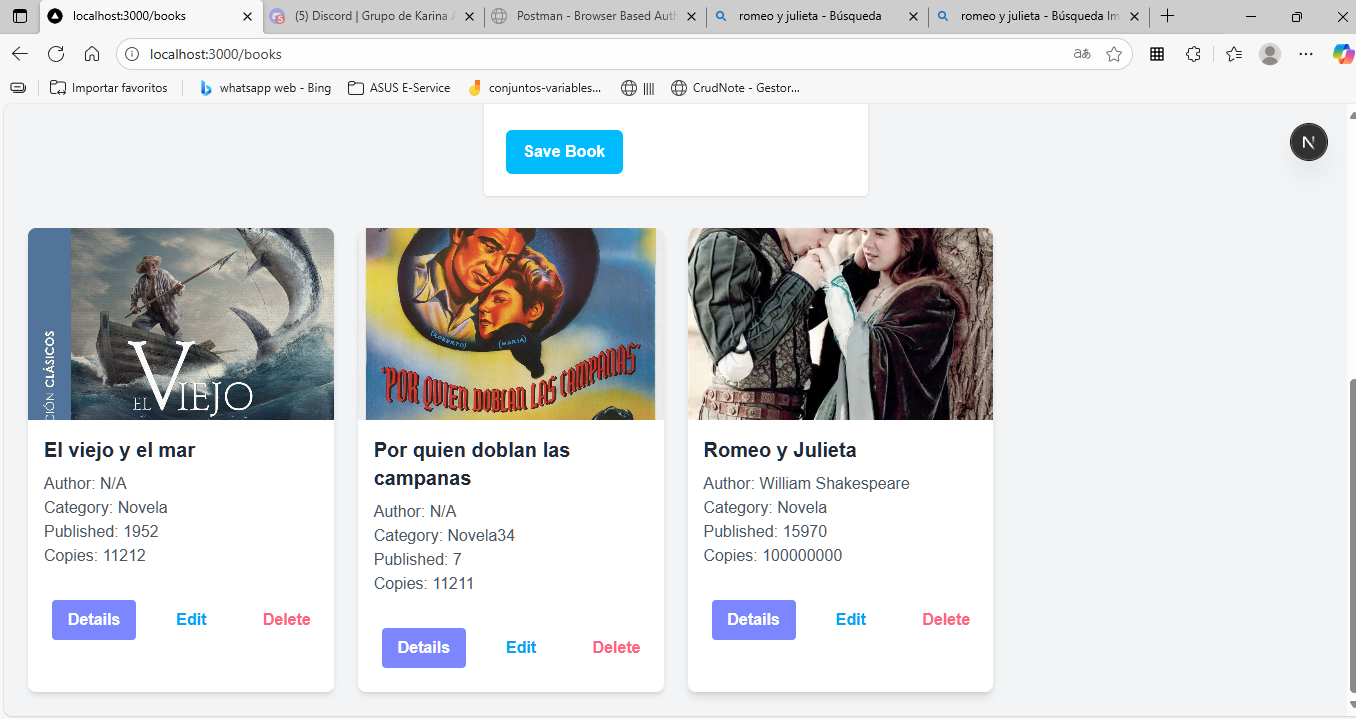 localhost:3000/books
(5) Discord | Grupo de Karina A
Postman - Browser Based Auth
romeo y julieta - Búsqueda
romeo y julieta - Búsqueda Im
localhost:3000/books
aあ
Importar favoritos
whatsapp web - Bing
ASUS E-Service
conjuntos-variables...
||||
CrudNote - Gestor...
Save Book
N
CIÓN CLÁSICOS
EL VIEJO
(ROBERTO)
(MARIA)
"POR QUIEN DOBLAN LAS CAMPANAS"
El viejo y el mar
Author: N/A
Category: Novela
Published: 1952
Copies: 11212
Details
Edit
Delete
Por quien doblan las
campanas
Author: N/A
Category: Novela34
Published: 7
Copies: 11211
Details
Edit
Delete
Romeo y Julieta
Author: William Shakespeare
Category: Novela
Published: 15970
Copies: 100000000
Details
Edit
Delete